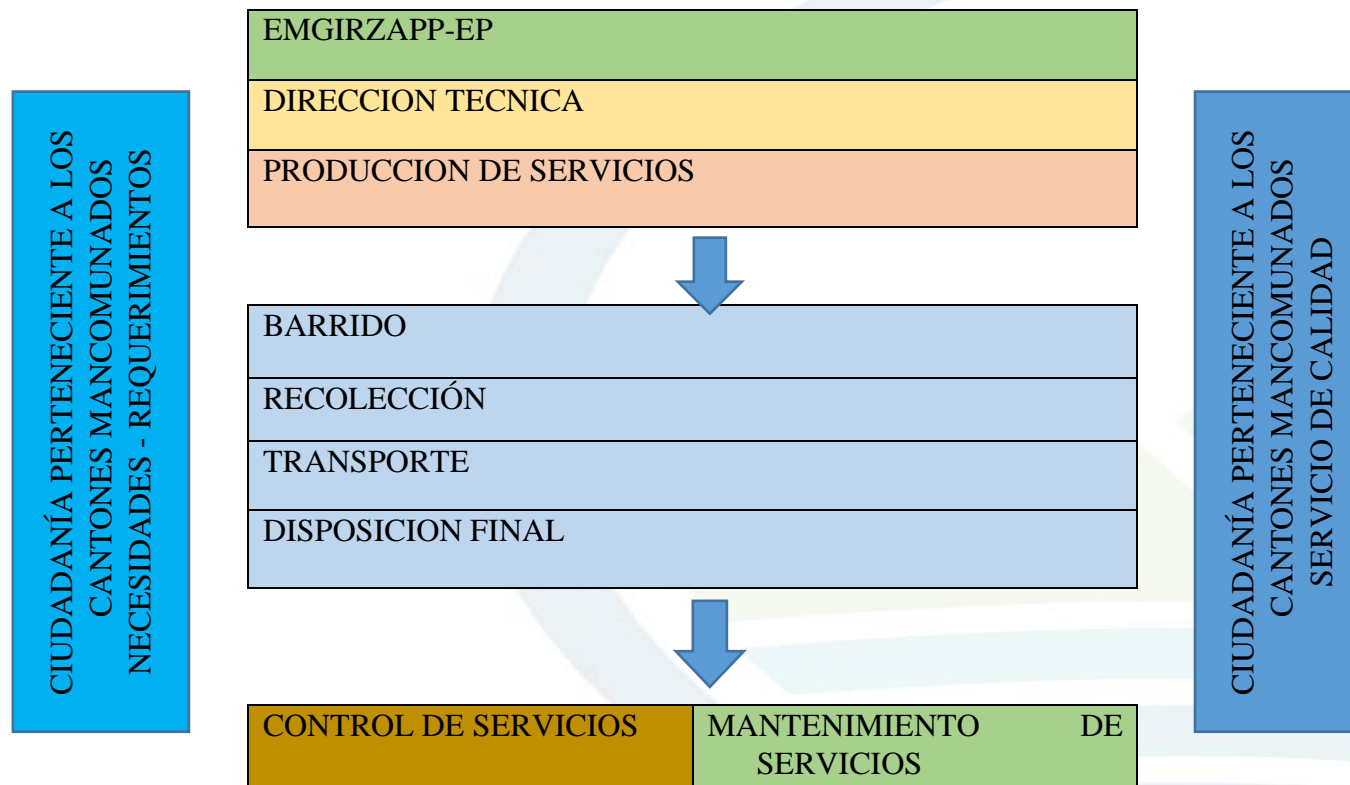 CIUDADANÍA PERTENECIENTE A LOS
CANTONES MANCOMUNADOS
NECESIDADES - REQUERIMIENTOS
EMGIRZAPP-EP
DIRECCION TECNICA
PRODUCCION DE SERVICIOS
BARRIDO
RECOLECCIÓN
TRANSPORTE
DISPOSICION FINAL
CONTROL DE SERVICIOS
MANTENIMIENTO DE
SERVICIOS
CIUDADANÍA PERTENECIENTE A LOS
CANTONES MANCOMUNADOS
SERVICIO DE CALIDAD